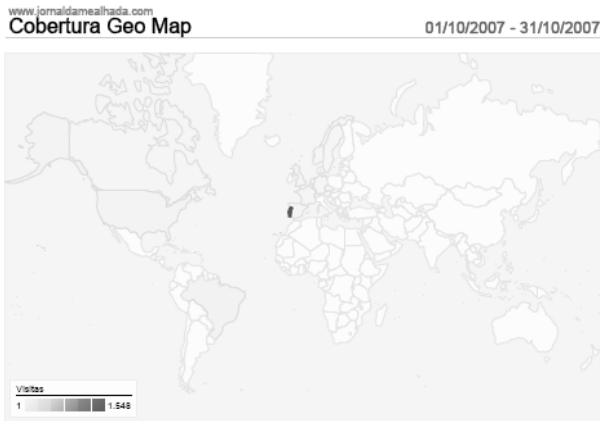 www.jornaldamealhada.com
Cobertura Geo Map
01/10/2007 - 31/10/2007
Visitas
1 1.548